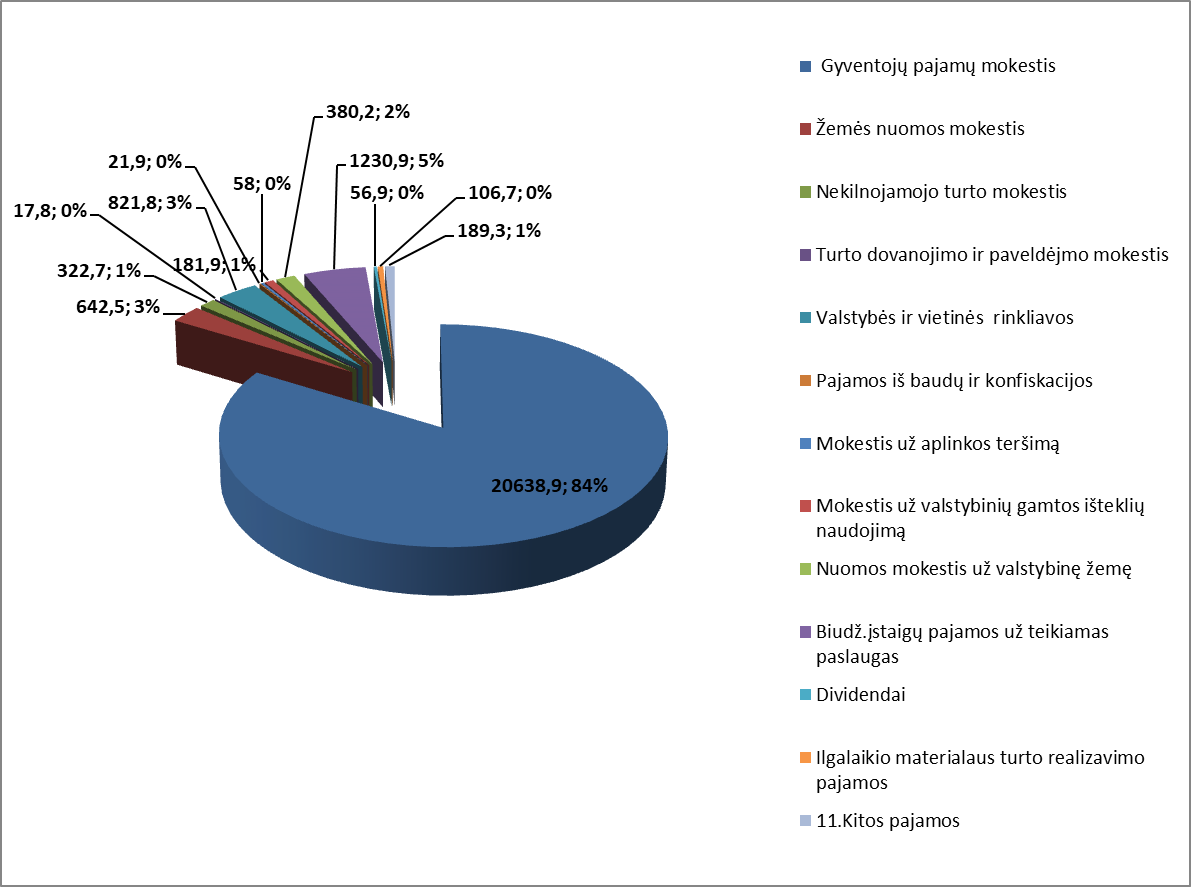 380,2; 2%
21,9; 0%
1230,9; 5%
58; 0%
56,9; 0%
106,7; 0%
821,8; 3%
17,8; 0%
189,3; 1%
181,9; 1%
322,7; 1%
642,5; 3%
20638,9; 84%
Gyventojų pajamų mokestis
Žemės nuomos mokestis
Nekilnojamojo turto mokestis
Turto dovanojimo ir paveldėjmo mokestis
Valstybės ir vietinės rinkliavos
Pajamos iš baudų ir konfiskacijos
Mokestis už aplinkos teršimą
Mokestis už valstybinių gamtos išteklių
naudojimą
Nuomos mokestis už valstybinę žemę
Biudž.įstaigų pajamos už teikiamas
paslaugas
Dividendai
Ilgalaikio materialaus turto realizavimo
pajamos
11.Kitos pajamos